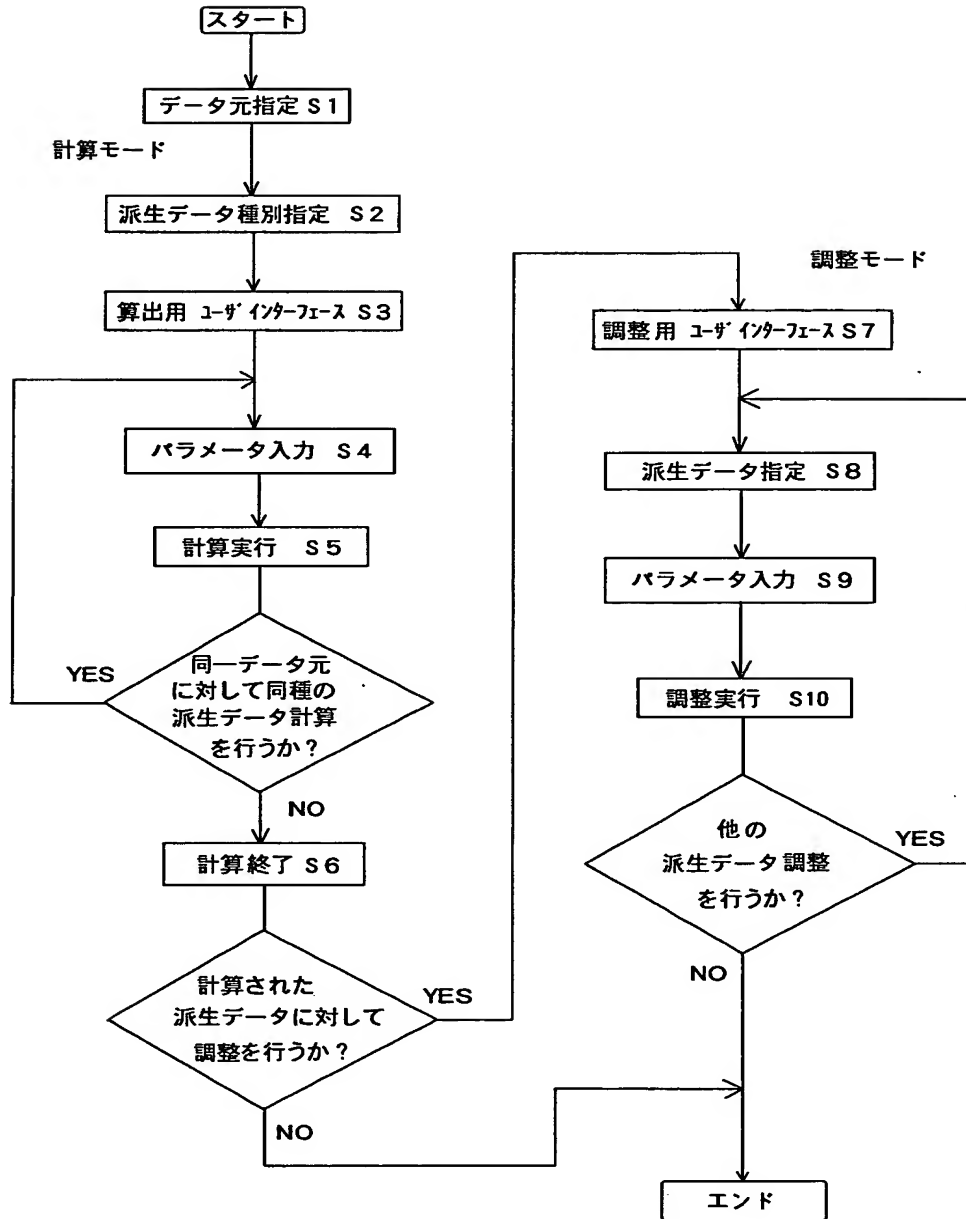 スタート
データ元指定 S1
計算モード
派生データ種別指定 S2
算出用 ユーザインターフェース S3
パラメータ入力 S4
計算実行 S5
YES
同一データ元
に対して同種の
派生データ計算
を行うか?
NO
計算終了 S6
計算された
派生データに対して
調整を行うか?
YES
NO
調整モード
調整用 ユーザインターフェース S7
派生データ指定 S8
パラメータ入力 S9
調整実行 S10
他の
派生データ調整
を行うか?
YES
NO
エンド